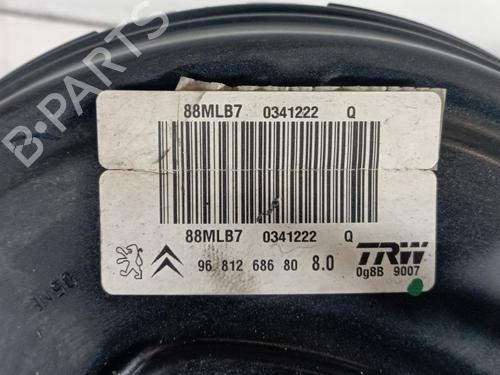 88MLB7 0341222 Q
88MLB7 0341222 Q
96 812 686 80 8.0
TRW
0g8B 9007
B-PARTS